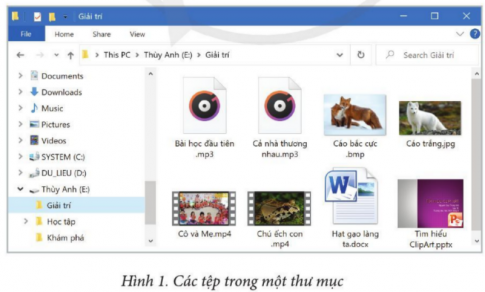 Giải trí
File Home Share View
This PC > Thùy Anh (E:) > Giải trí
Search Giải trí
Documents
Downloads
Music
Pictures
Videos
SYSTEM (C:)
DU_LIEU (D:)
Thùy Anh (E:)
Giải trí
Học tập
Khám phá
Bài học đầu tiên
.mp3
Cả nhà thương
nhau.mp3
Cáo bắc cực
.bmp
Cáo trắng.jpg
Cô và Mẹ.mp4
Chú ếch con
.mp4
Hạt gạo làng
ta.docx
Tìm hiểu
ClipArt.pptx
Hình 1. Các tệp trong một thư mục